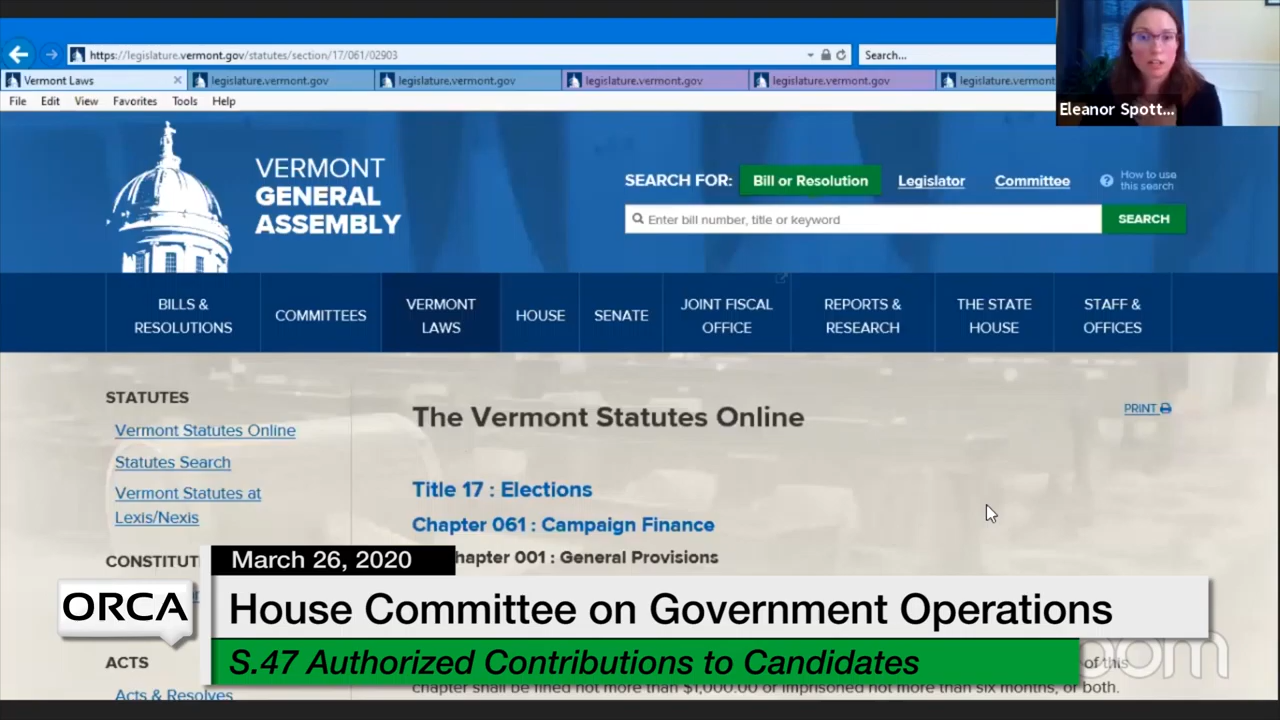 https://legislature.vermont.gov/statutes/section/17/061/02903
Search...
Vermont Laws
legislature.vermont.gov
legislature.vermont.gov
legislature.vermont.gov
legislature.vermont.gov
legislature.vermont
File Edit View Favorites Tools Help
Eleanor Spott...
VERMONT
GENERAL
ASSEMBLY
SEARCH FOR: Bill or Resolution Legislator Committee
How to use
this search
Enter bill number, title or keyword
SEARCH
BILLS &
RESOLUTIONS
COMMITTEES
VERMONT
LAWS
HOUSE
SENATE
JOINT FISCAL
OFFICE
REPORTS &
RESEARCH
THE STATE
HOUSE
STAFF &
OFFICES
STATUTES
Vermont Statutes Online
Statutes Search
Vermont Statutes at
Lexis/Nexis
CONSTITUT
ACTS
Acts & Resolves
The Vermont Statutes Online
PRINT
Title 17 : Elections
Chapter 061 : Campaign Finance
hapter 001 : General Provisions
of this
chapter shall be fined not more than $1,000.00 or imprisoned not more than six months, or both.
March 26, 2020
ORCA
House Committee on Government Operations
S.47 Authorized Contributions to Candidates